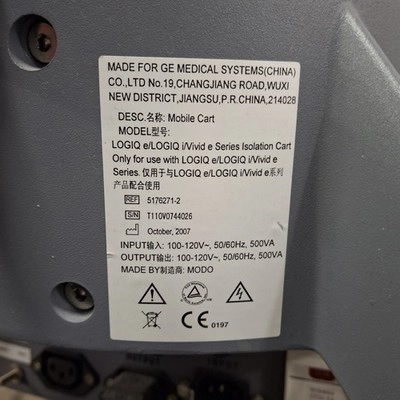 MADE FOR GE MEDICAL SYSTEMS(CHINA)
CO.,LTD No.19,CHANGJIANG ROAD,WUXI
NEW DISTRICT,JIANGSU,P.R.CHINA,214028
DESC.名称: Mobile Cart
MODEL型号:
LOGIQ e/LOGIQ i/Vivid e Series Isolation Cart
Only for use with LOGIQ e/LOGIQ i/Vivid e
Series. 仅用于与LOGIQ e/LOGIQ i/Vivid e系列
产品配合使用
REF 5176271-2
S/N T110V0744026
October, 2007
INPUT输入: 100-120V~, 50/60Hz, 500VA
OUTPUT输出: 100-120V~, 50/60Hz, 500VA
MADE BY制造商: MODO
CE 0197